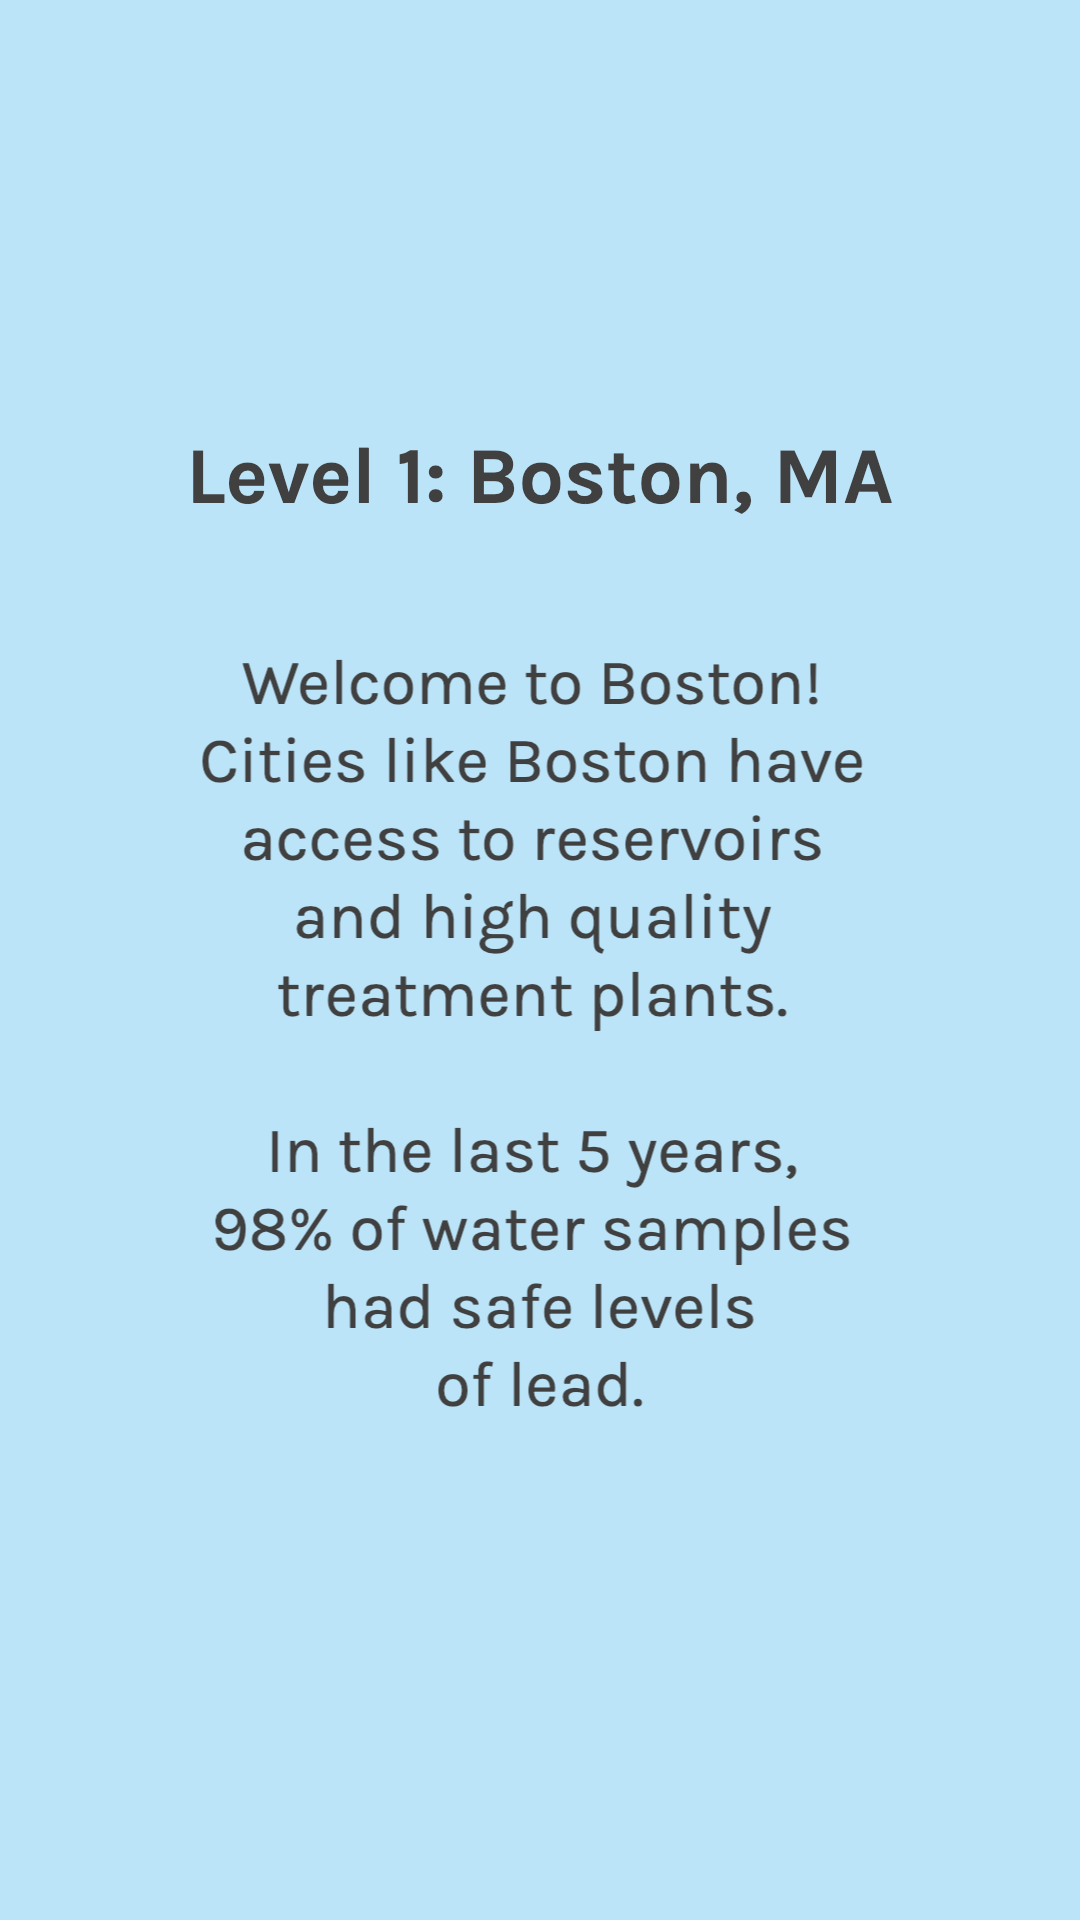 Level 1: Boston, MA
Welcome to Boston!
Cities like Boston have
access to reservoirs
and high quality
treatment plants.
In the last 5 years,
98% of water samples
had safe levels
of lead.